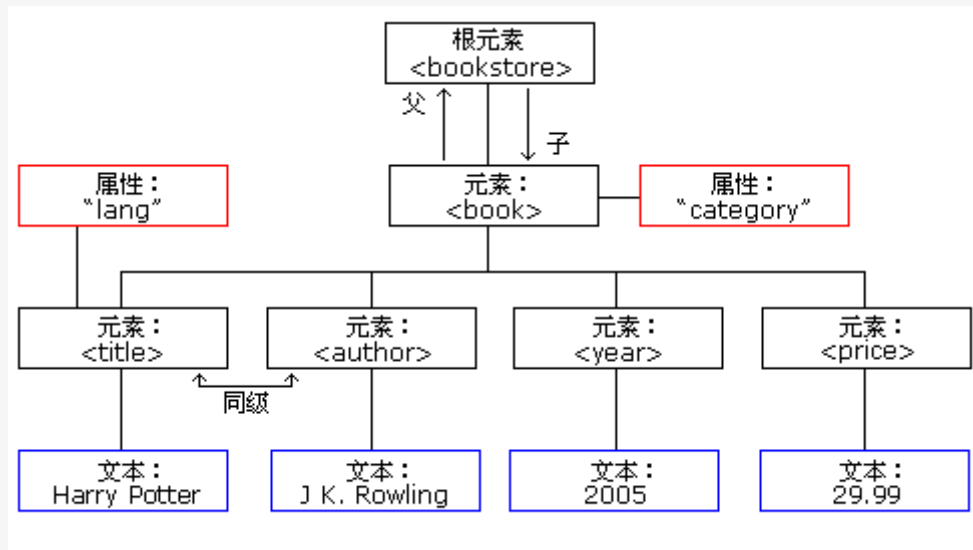 根元素
<bookstore>
父
子
属性：
“lang”
元素：
<book>
属性：
“category”
元素：
<title>
元素：
<author>
元素：
<year>
元素：
<price>
同级
文本：
Harry Potter
文本：
J K. Rowling
文本：
2005
文本：
29.99